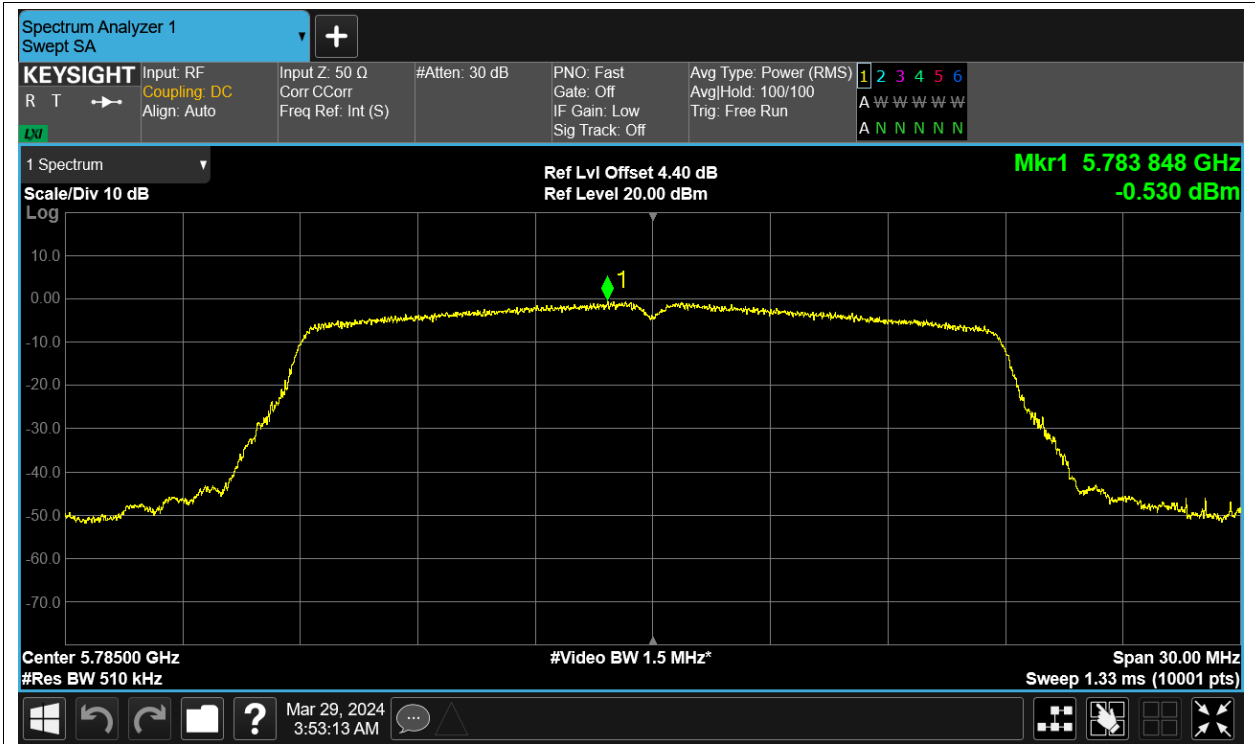 Spectrum Analyzer 1
Swept SA
KEYSIGHT
R T
LXI
Input: RF
Coupling: DC
Align: Auto
Input Z: 50 Ω
Corr CCorr
Freq Ref: Int (S)
#Atten: 30 dB
PNO: Fast
Gate: Off
IF Gain: Low
Sig Track: Off
Avg Type: Power (RMS)
Avg|Hold: 100/100
Trig: Free Run
1 2 3 4 5 6
A W W W W W
A N N N N N
1 Spectrum
Scale/Div 10 dB
Ref Lvl Offset 4.40 dB
Ref Level 20.00 dBm
Mkr1 5.783 848 GHz
-0.530 dBm
Log
10.0
0.00
-10.0
-20.0
-30.0
-40.0
-50.0
-60.0
-70.0
1
Center 5.78500 GHz
#Res BW 510 kHz
#Video BW 1.5 MHz*
Span 30.00 MHz
Sweep 1.33 ms (10001 pts)
?
Mar 29, 2024
3:53:13 AM